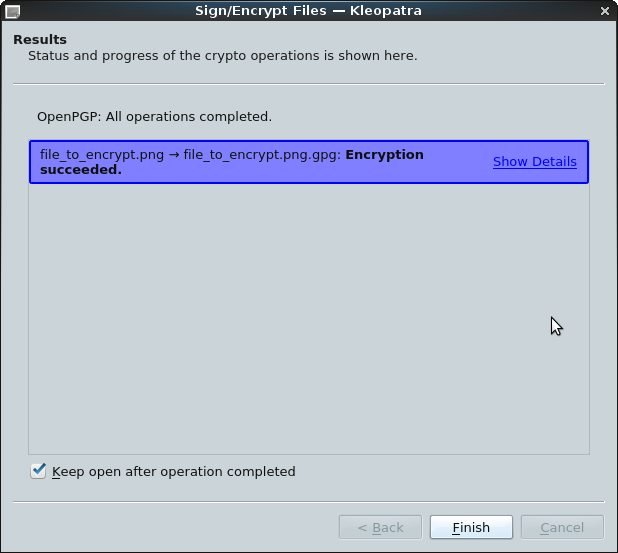 Sign/Encrypt Files — Kleopatra
Results
Status and progress of the crypto operations is shown here.
OpenPGP: All operations completed.
file_to_encrypt.png → file_to_encrypt.png.gpg: Encryption
succeeded.
Show Details
Keep open after operation completed
< Back
Finish
Cancel